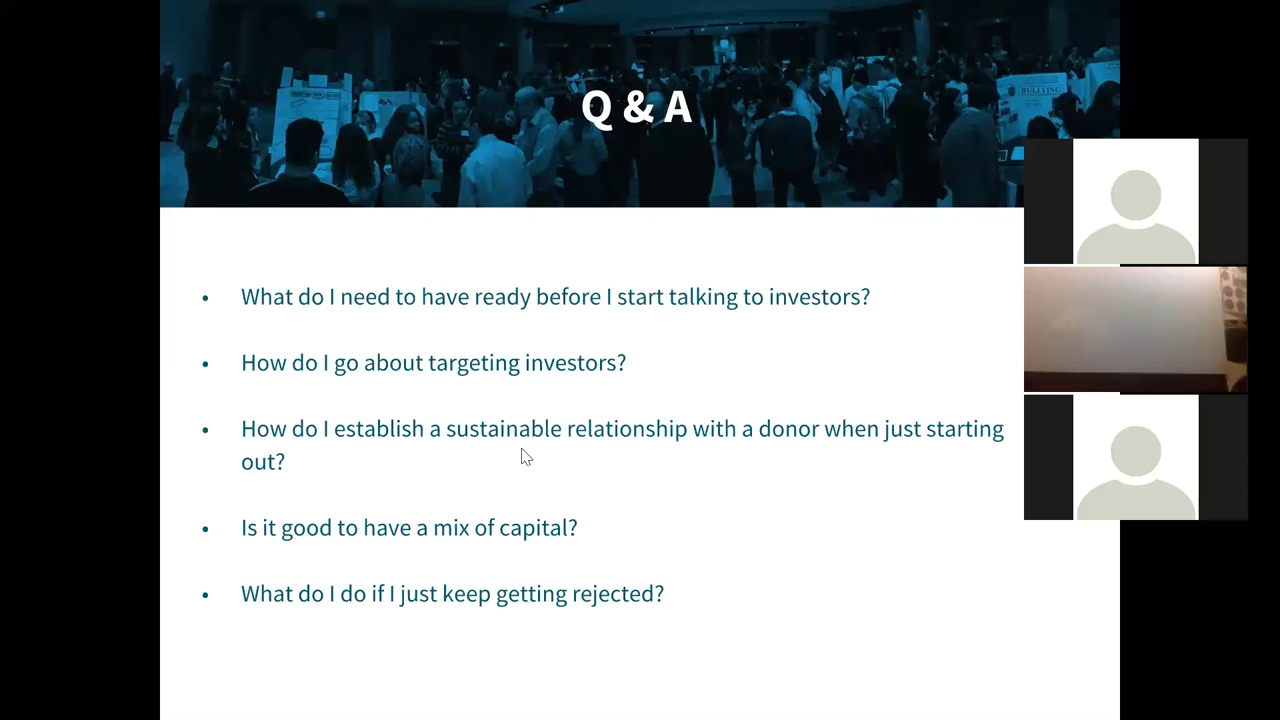 Q & A
BULLYING
• What do I need to have ready before I start talking to investors?
• How do I go about targeting investors?
• How do I establish a sustainable relationship with a donor when just starting
out?
• Is it good to have a mix of capital?
• What do I do if I just keep getting rejected?